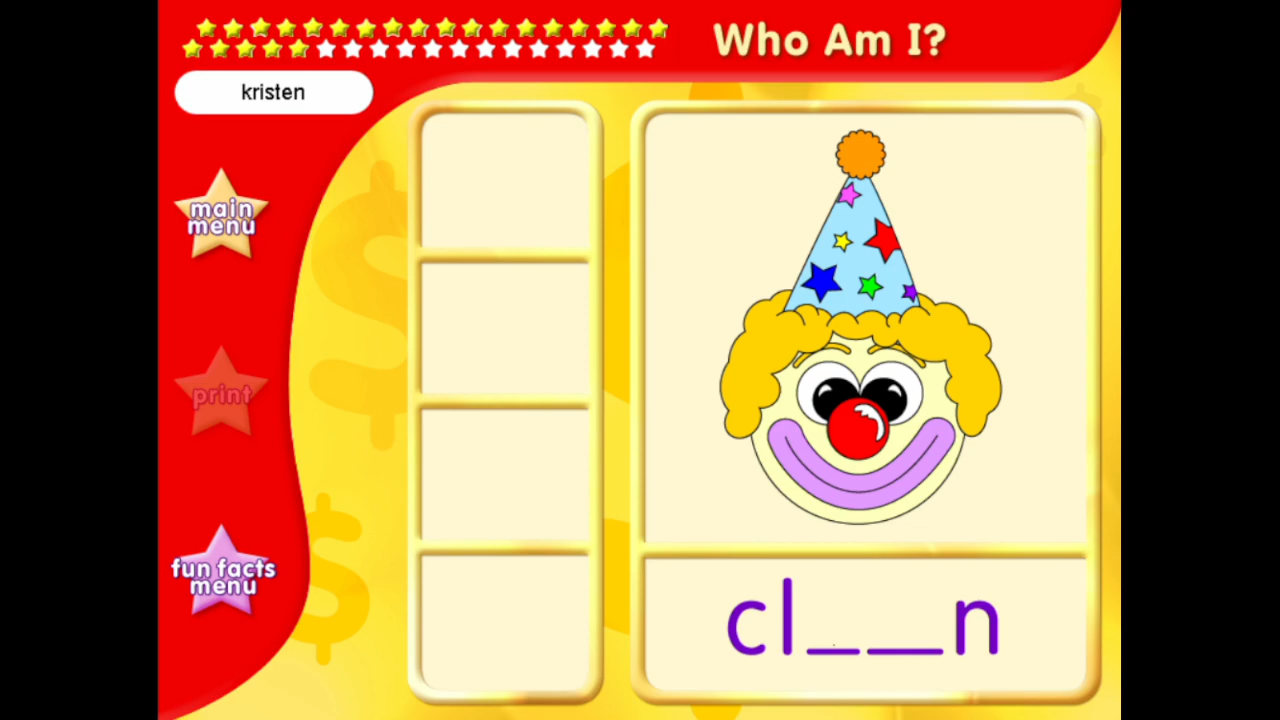 Who Am I?
kristen
main
menu
print
fun facts
menu
cl__n